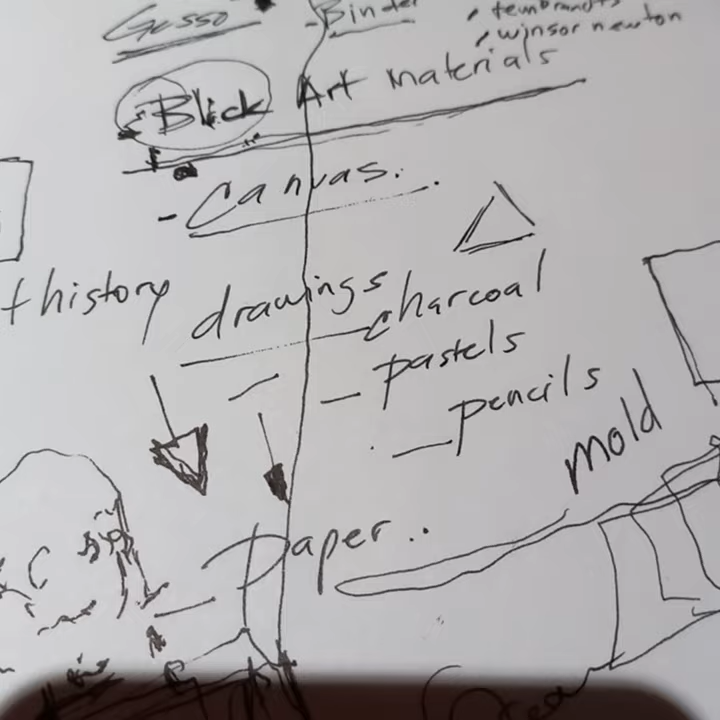 Gesso
- Binder
winsor newton
Blick Art materials
- Canvas.
t history
drawings
- charcoal
- pastels
- pencils
mold
- paper..